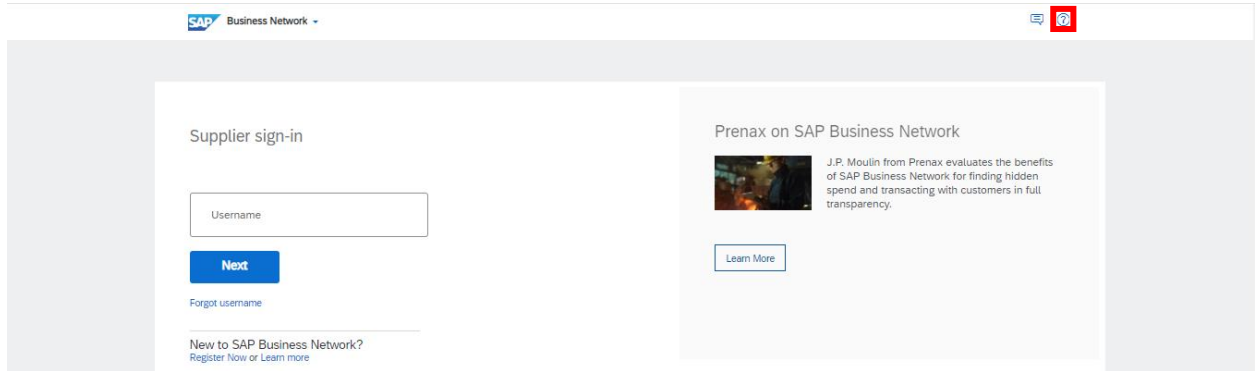 SAP Business Network
Supplier sign-in
Username
Next
Forgot username
New to SAP Business Network?
Register Now or Learn more
Prenax on SAP Business Network
J.P. Moulin from Prenax evaluates the benefits
of SAP Business Network for finding hidden
spend and transacting with customers in full
transparency.
Learn More